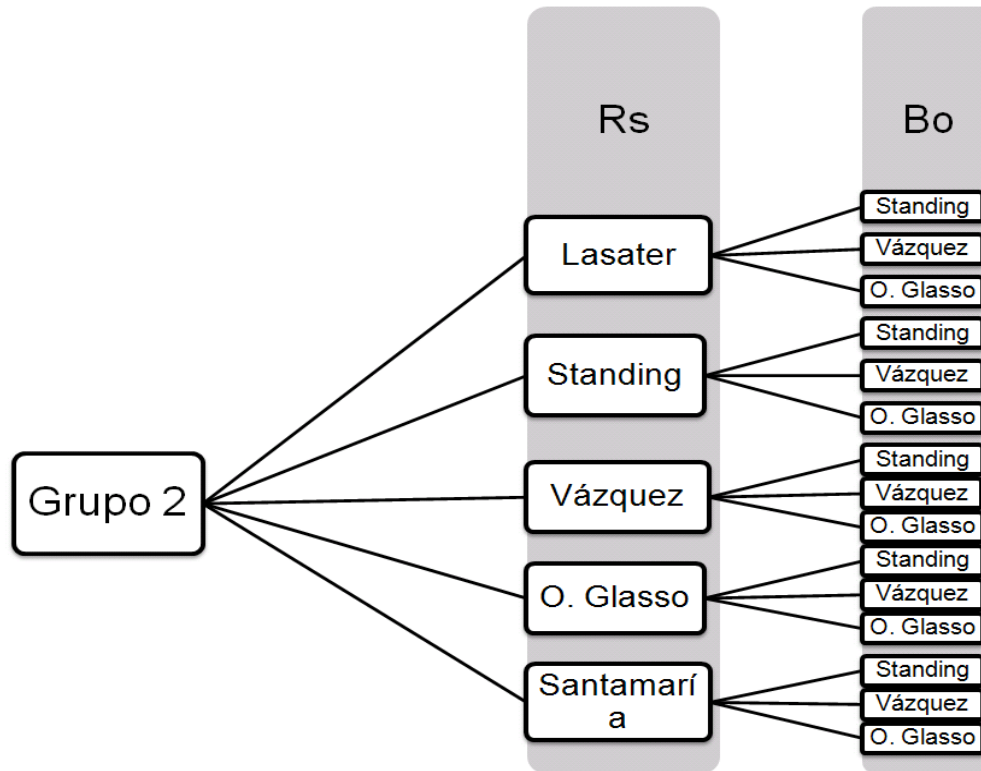 Rs
Bo
Grupo 2
Lasater
Standing
Vázquez
O. Glasso
Standing
Standing
Vázquez
O. Glasso
Vázquez
Standing
Vázquez
O. Glasso
O. Glasso
Standing
Vázquez
O. Glasso
Santamarí
a
Standing
Vázquez
O. Glasso